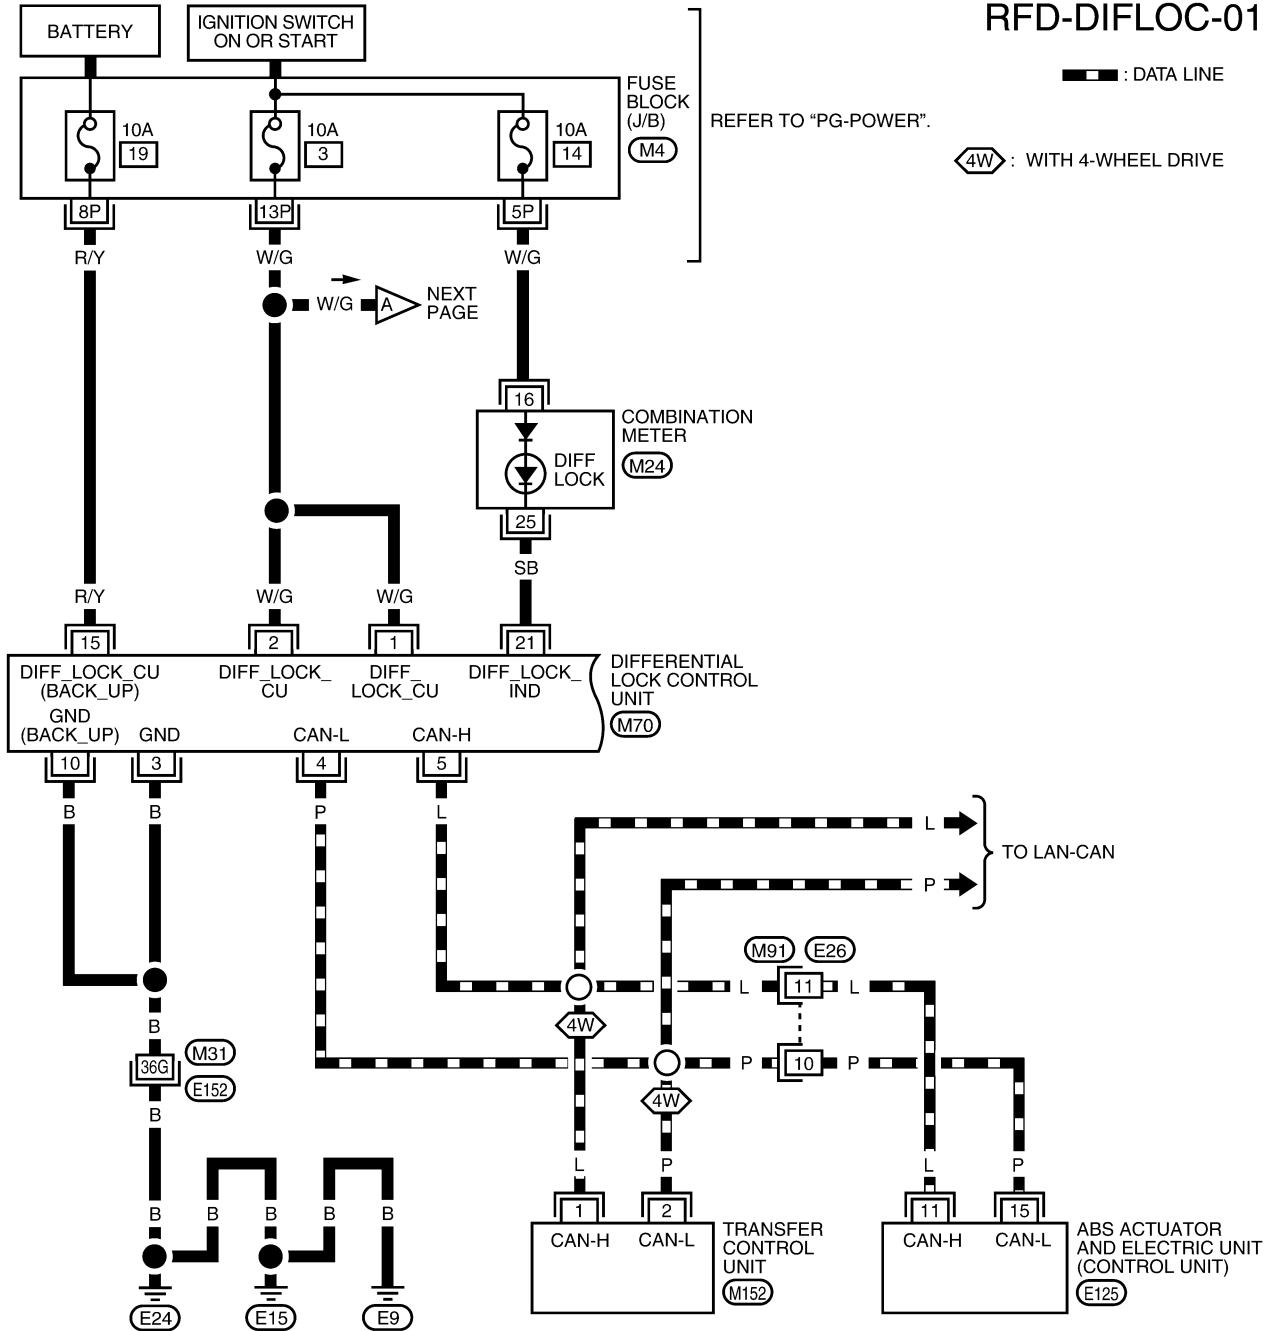 RFD-DIFLOC-01
BATTERY
IGNITION SWITCH
ON OR START
: DATA LINE
FUSE
BLOCK
(J/B)
M4
REFER TO “PG-POWER”.
4W : WITH 4-WHEEL DRIVE
10A
19
10A
3
10A
14
8P
13P
5P
R/Y
W/G
W/G
W/G
A
NEXT
PAGE
16
COMBINATION
METER
M24
DIFF
LOCK
25
SB
R/Y
W/G
W/G
15
2
1
21
DIFF_LOCK_CU
(BACK_UP)
DIFF_LOCK_
CU
DIFF_
LOCK_CU
DIFF_LOCK_
IND
DIFFERENTIAL
LOCK CONTROL
UNIT
M70
GND
(BACK_UP)
GND
CAN-L
CAN-H
10
3
4
5
B
B
P
L
L
P
TO LAN-CAN
M91
E26
L
11
L
4W
B
36G
M31
E152
P
10
P
4W
B
L
P
L
P
B
B
B
B
B
1
2
11
15
CAN-H
CAN-L
TRANSFER
CONTROL
UNIT
M152
CAN-H
CAN-L
ABS ACTUATOR
AND ELECTRIC UNIT
(CONTROL UNIT)
E125
E24
E15
E9